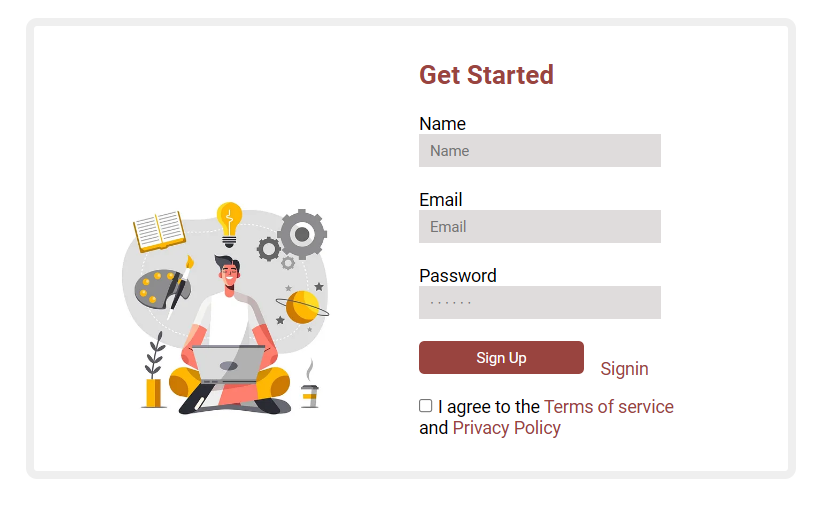 Get Started
Name
Name
Email
Email
Password
······
Sign Up
Signin
I agree to the Terms of service
and Privacy Policy